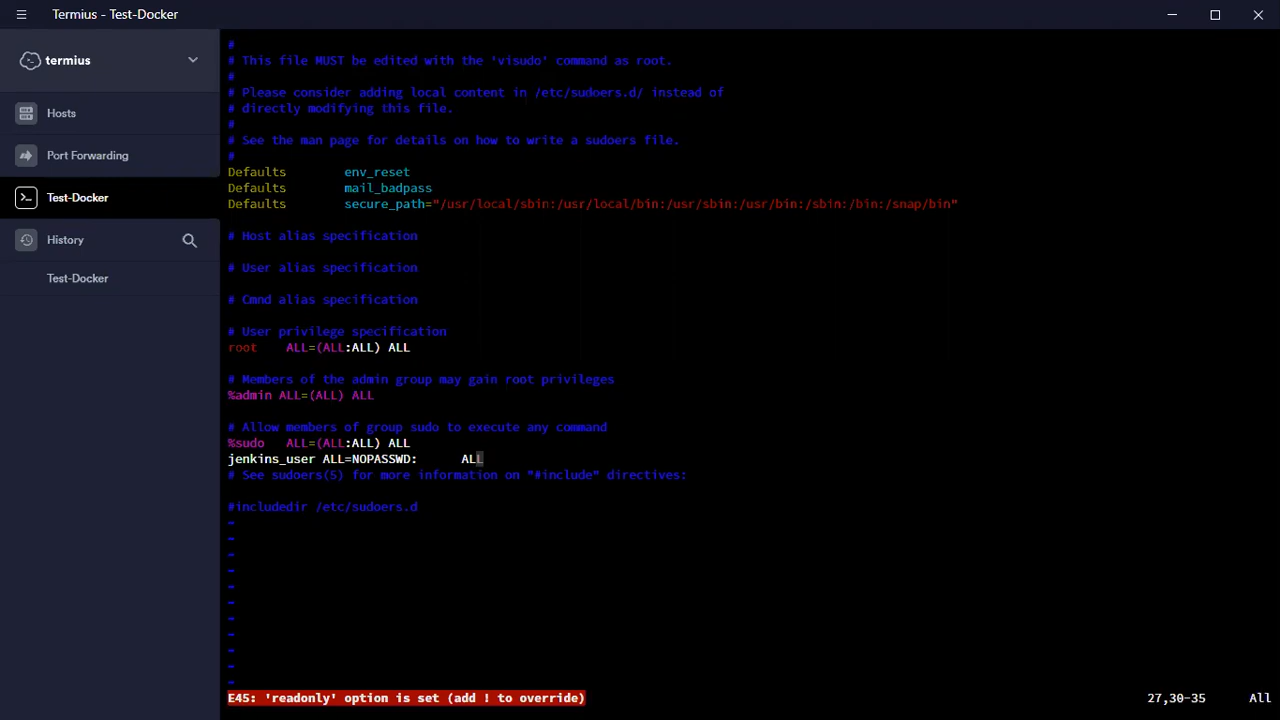 Termius - Test-Docker
termius
Hosts
Port Forwarding
Test-Docker
History
Test-Docker
#
# This file MUST be edited with the 'visudo' command as root.
#
# Please consider adding local content in /etc/sudoers.d/ instead of
# directly modifying this file.
#
# See the man page for details on how to write a sudoers file.
#
Defaults env_reset
Defaults mail_badpass
Defaults secure_path="/usr/local/sbin:/usr/local/bin:/usr/sbin:/usr/bin:/sbin:/bin:/snap/bin"
# Host alias specification
# User alias specification
# Cmnd alias specification
# User privilege specification
root ALL=(ALL:ALL) ALL
# Members of the admin group may gain root privileges
%admin ALL=(ALL) ALL
# Allow members of group sudo to execute any command
%sudo ALL=(ALL:ALL) ALL
jenkins_user ALL=NOPASSWD: ALL
# See sudoers(5) for more information on "#include" directives:
#includedir /etc/sudoers.d
~
~
~
~
~
~
~
~
~
~
~
E45: 'readonly' option is set (add ! to override) 27,30-35 All